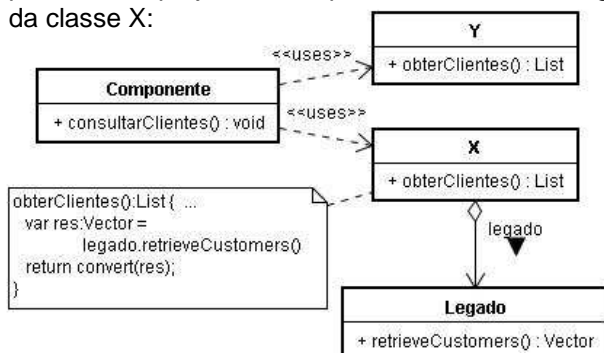 da classe X:
Y
<<uses>>
+ obterClientes() : List
Componente
+ consultarClientes() : void
<<uses>>
X
+ obterClientes() : List
obterClientes():List { ...
var res:Vector =
legado.retrieveCustomers()
return convert(res);
}
legado
Legado
+ retrieveCustomers() : Vector